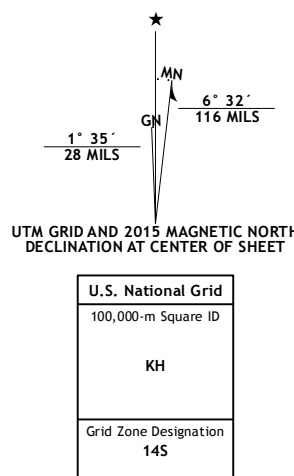 ★
MN
GN
6° 32´
116 MILS
1° 35´
28 MILS
UTM GRID AND 2015 MAGNETIC NORTH
DECLINATION AT CENTER OF SHEET
U.S. National Grid
100,000-m Square ID
KH
Grid Zone Designation
14S